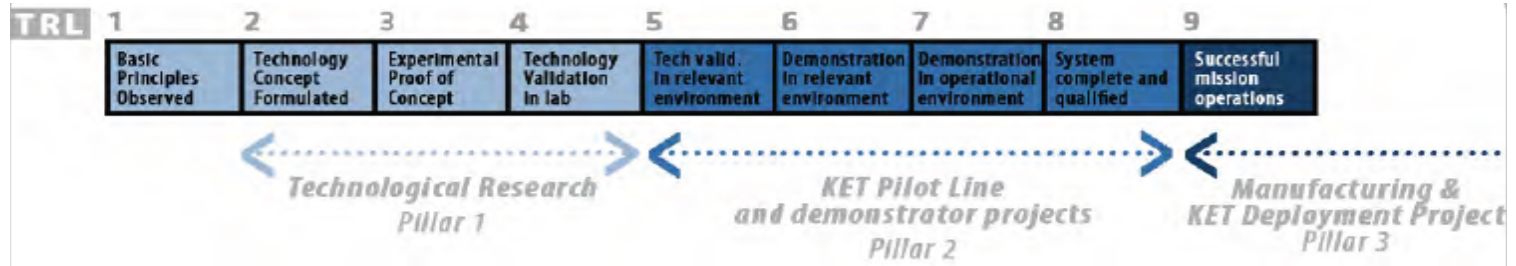 TRL 1 2 3 4 5 6 7 8 9
Basic
Principles
Observed
Technology
Concept
Formulated
Experimental
Proof of
Concept
Technology
Validation
in lab
Tech valid.
in relevant
environment
Demonstration
in relevant
environment
Demonstration
in operational
environment
System
complete and
qualified
Successful
mission
operations
Technological Research
Pillar 1
KET Pilot Line
and demonstrator projects
Pillar 2
Manufacturing &
KET Deployment Project
Pillar 3